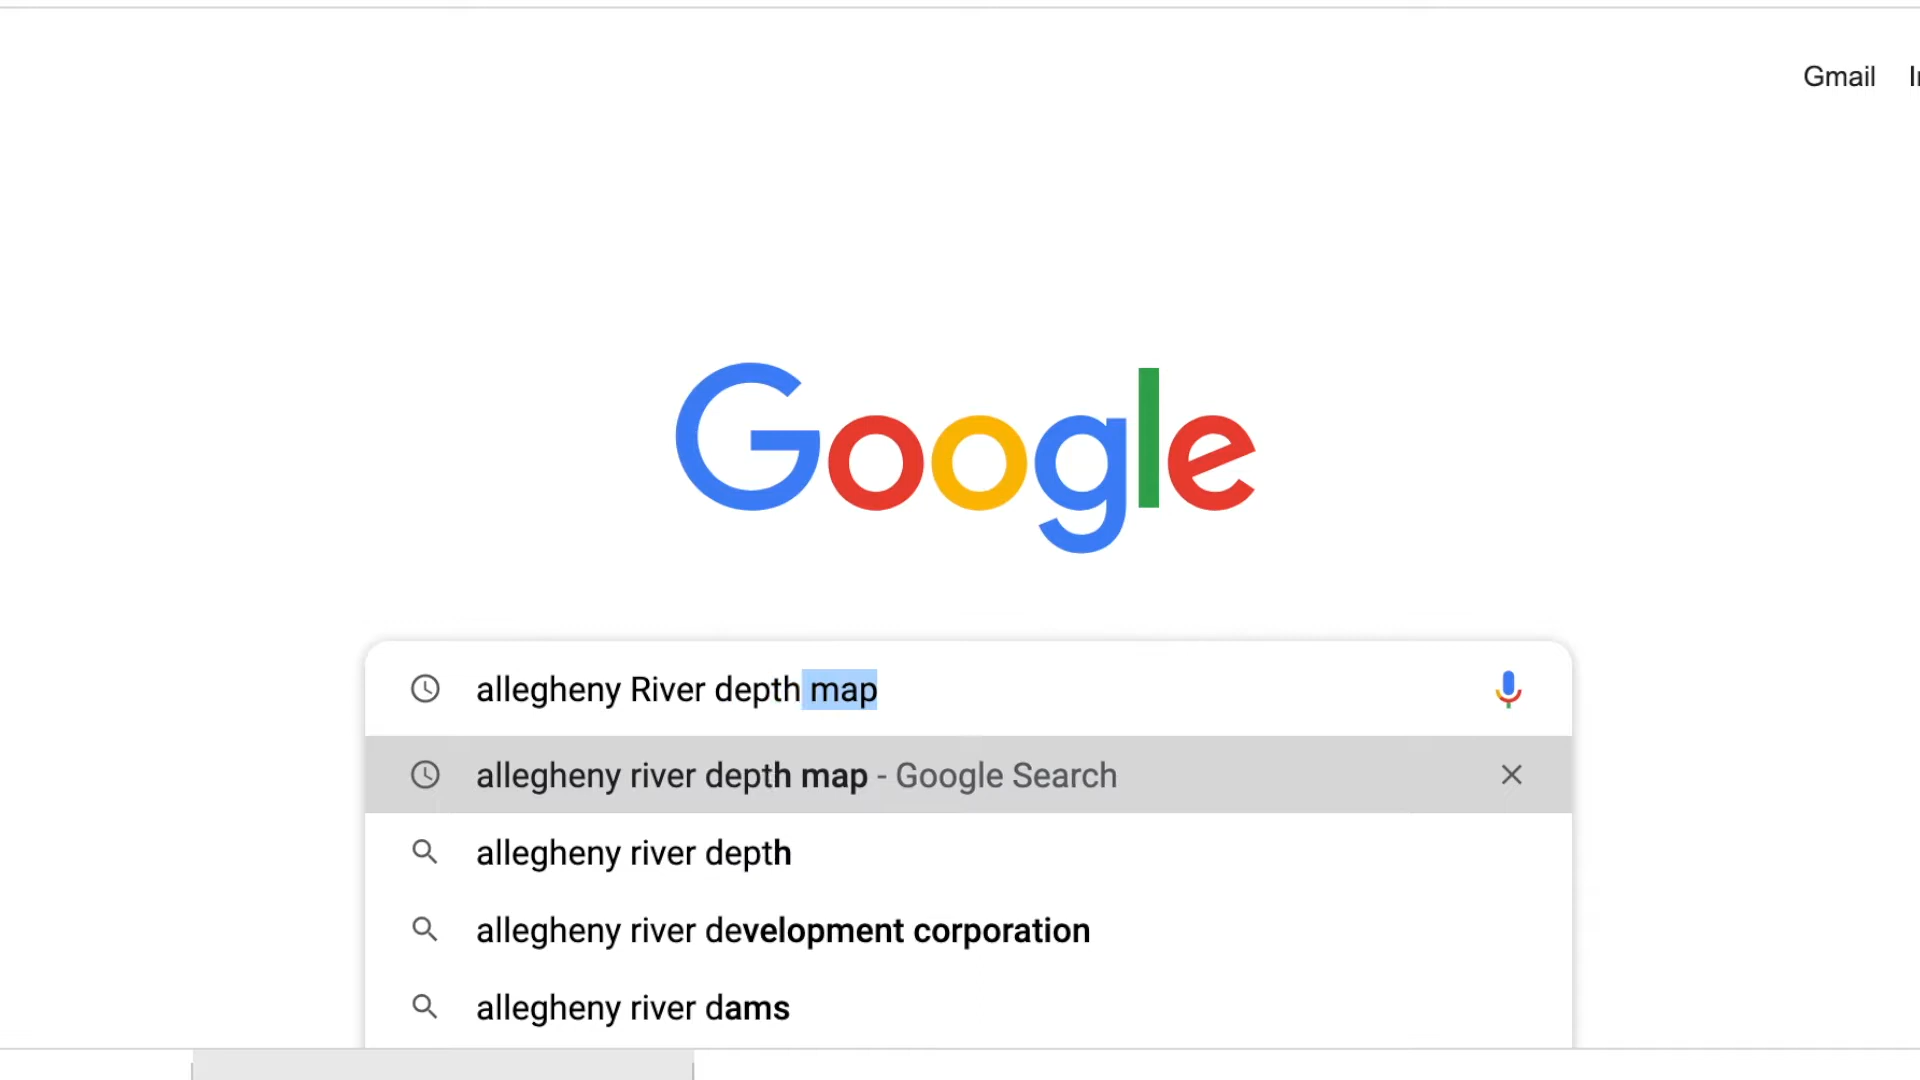 Gmail
Google
allegheny River depth map
allegheny river depth map - Google Search
allegheny river depth
allegheny river development corporation
allegheny river dams